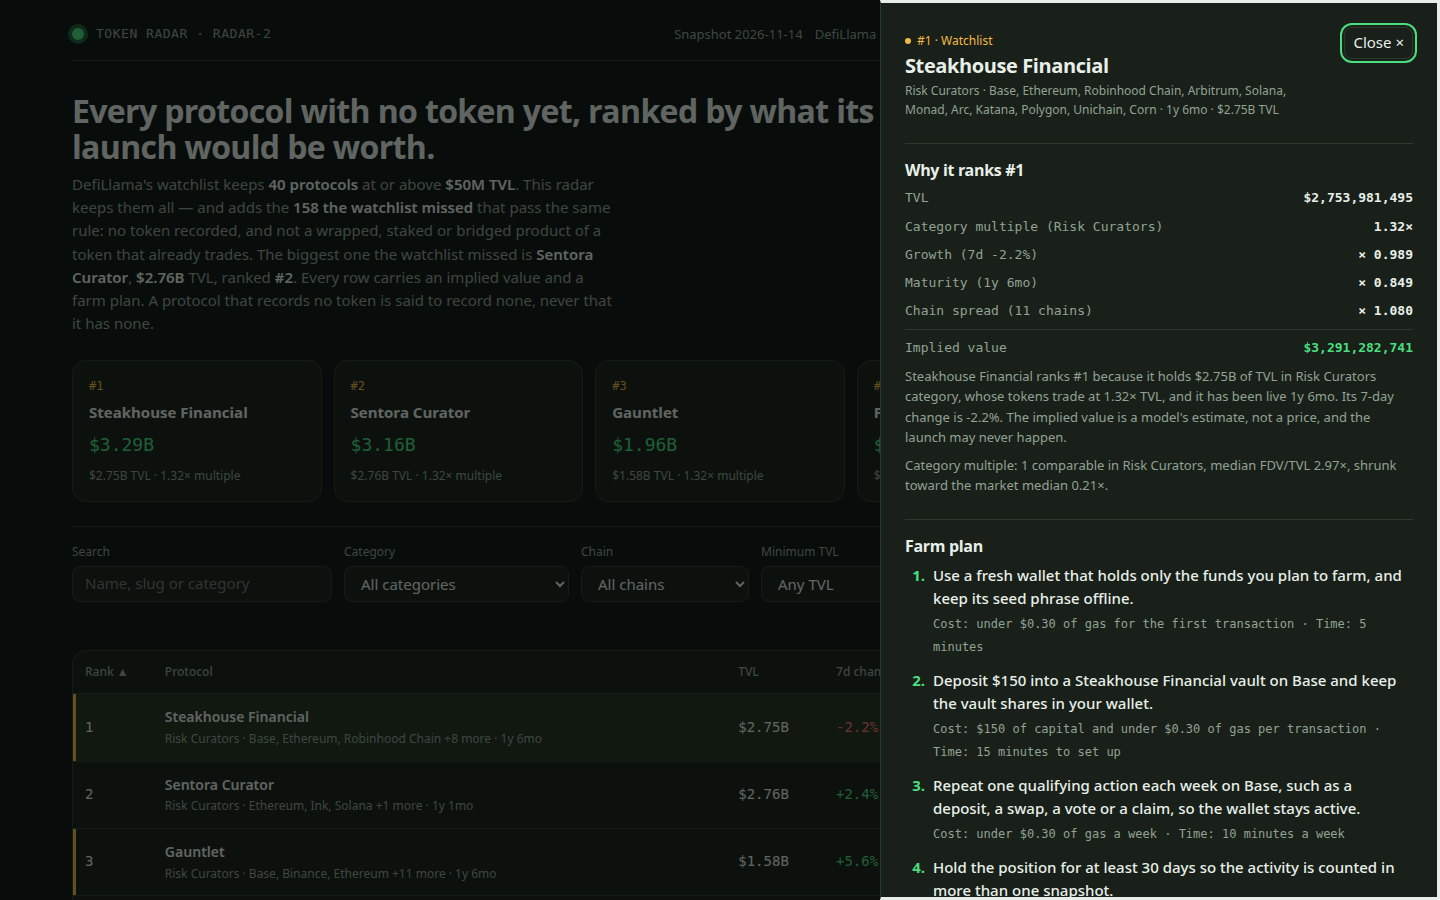 TOKEN RADAR · RADAR-2
Snapshot 2026-11-14 DefiLlama
Every protocol with no token yet, ranked by what its
launch would be worth.
DefiLlama's watchlist keeps 40 protocols at or above $50M TVL. This radar
keeps them all — and adds the 158 the watchlist missed that pass the same
rule: no token recorded, and not a wrapped, staked or bridged product of a
token that already trades. The biggest one the watchlist missed is Sentora
Curator, $2.76B TVL, ranked #2. Every row carries an implied value and a
farm plan. A protocol that records no token is said to record none, never that
it has none.
#1
Steakhouse Financial
$3.29B
$2.75B TVL · 1.32× multiple
#2
Sentora Curator
$3.16B
$2.76B TVL · 1.32× multiple
#3
Gauntlet
$1.96B
$1.58B TVL · 1.32× multiple
Search
Name, slug or category
Category
All categories
Chain
All chains
Minimum TVL
Any TVL
Rank ▲ Protocol TVL 7d chan
1
Steakhouse Financial
Risk Curators · Base, Ethereum, Robinhood Chain +8 more · 1y 6mo
$2.75B -2.2%
2
Sentora Curator
Risk Curators · Ethereum, Ink, Solana +1 more · 1y 1mo
$2.76B +2.4%
3
Gauntlet
Risk Curators · Base, Binance, Ethereum +11 more · 1y 6mo
$1.58B +5.6%
#1 · Watchlist
Close ×
Steakhouse Financial
Risk Curators · Base, Ethereum, Robinhood Chain, Arbitrum, Solana,
Monad, Arc, Katana, Polygon, Unichain, Corn · 1y 6mo · $2.75B TVL
Why it ranks #1
TVL $2,753,981,495
Category multiple (Risk Curators) 1.32×
Growth (7d -2.2%) × 0.989
Maturity (1y 6mo) × 0.849
Chain spread (11 chains) × 1.080
Implied value $3,291,282,741
Steakhouse Financial ranks #1 because it holds $2.75B of TVL in Risk Curators
category, whose tokens trade at 1.32× TVL, and it has been live 1y 6mo. Its 7-day
change is -2.2%. The implied value is a model's estimate, not a price, and the
launch may never happen.
Category multiple: 1 comparable in Risk Curators, median FDV/TVL 2.97×, shrunk
toward the market median 0.21×.
Farm plan
1. Use a fresh wallet that holds only the funds you plan to farm, and
keep its seed phrase offline.
Cost: under $0.30 of gas for the first transaction · Time: 5
minutes
2. Deposit $150 into a Steakhouse Financial vault on Base and keep
the vault shares in your wallet.
Cost: $150 of capital and under $0.30 of gas per transaction ·
Time: 15 minutes to set up
3. Repeat one qualifying action each week on Base, such as a
deposit, a swap, a vote or a claim, so the wallet stays active.
Cost: under $0.30 of gas a week · Time: 10 minutes a week
4. Hold the position for at least 30 days so the activity is counted in
more than one snapshot.